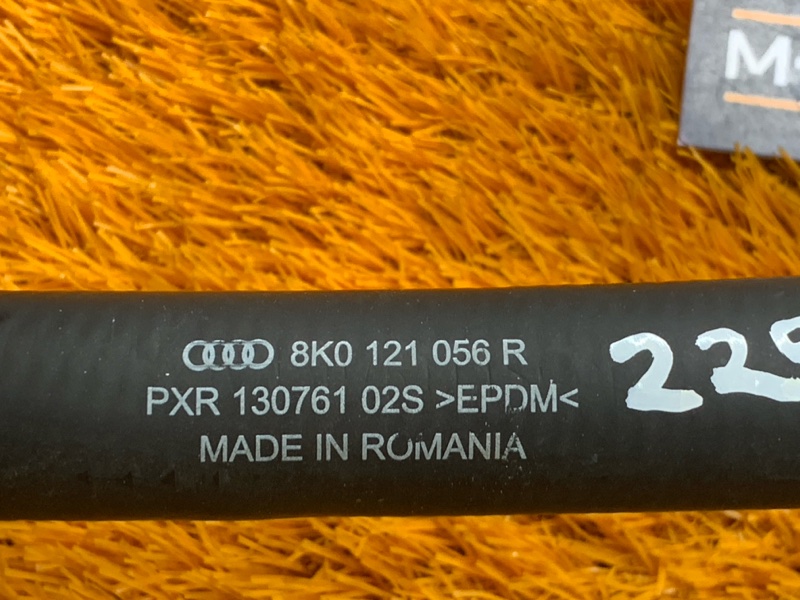 8K0 121 056 R
PXR 130761 02S >EPDM<
MADE IN ROMANIA